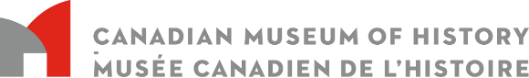 CANADIAN MUSEUM OF HISTORY
MUSÉE CANADIEN DE L'HISTOIRE